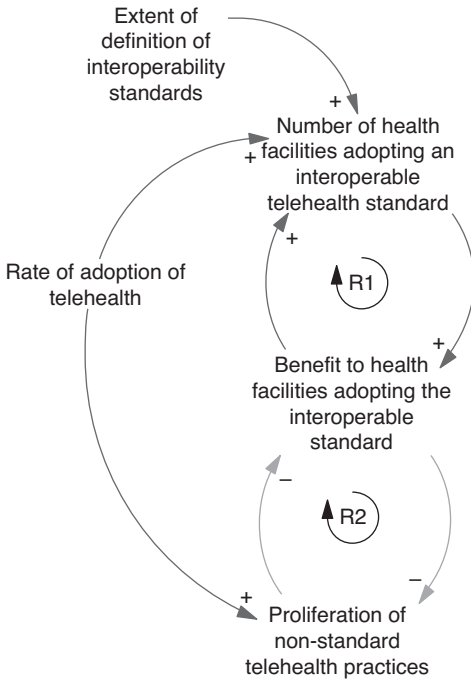 Extent of
definition of
interoperability
standards
+
Number of health
+
facilities adopting an
interoperable
telehealth standard
+
Rate of adoption of
telehealth
R1
+
Benefit to health
facilities adopting the
interoperable
standard
−
R2
−
+
Proliferation of
non-standard
telehealth practices